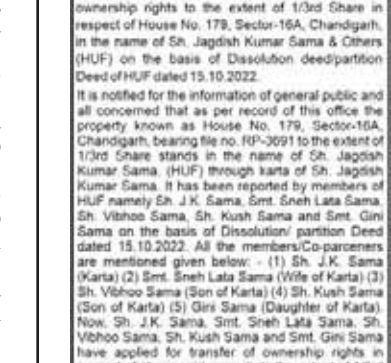 ownership rights to the extent of 1/3rd Share in
respect of House No. 179, Sector-16A, Chandigarh,
in the name of Sh. Jagdish Kumar Sama & Others
(HUF) on the basis of Dissolution deed/partition
Deed of HUF dated 15.10.2022.
It is notified for the information of general public and
all concerned that as per record of this office the
property known as House No. 179, Sector-16A,
Chandigarh, bearing file no. RP-3691 to the extent of
1/3rd Share stands in the name of Sh. Jagdish
Kumar Sama, (HUF) through karta of Sh. Jagdish
Kumar Sama. It has been reported by members of
HUF namely Sh. J.K. Sama, Smt. Sneh Lata Sama,
Sh. Vibhoo Sama, Sh. Kush Sama and Smt. Gini
Sama on the basis of Dissolution/ partition Deed
dated 15.10.2022. All the members/Co-parceners
are mentioned given below: - (1) Sh. J.K. Sama
(Karta) (2) Smt. Sneh Lata Sama (Wife of Karta) (3)
Sh. Vibhoo Sama (Son of Karta) (4) Sh. Kush Sama
(Son of Karta) (5) Gini Sama (Daughter of Karta).
Now, Sh. J.K. Sama, Smt. Sneh Lata Sama, Sh.
Vibhoo Sama, Sh. Kush Sama and Smt. Gini Sama
have applied for transfer of ownership rights